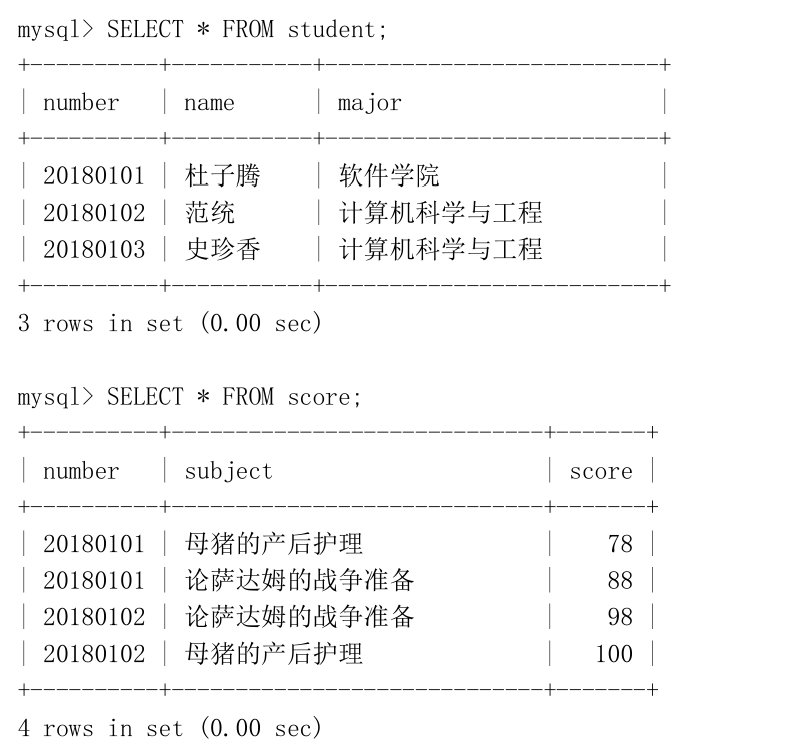 mysql> SELECT * FROM student;
+----------+-----------+--------------------------+
| number   | name      | major                    |
+----------+-----------+--------------------------+
| 20180101 | 杜子腾    | 软件学院                 |
| 20180102 | 范统      | 计算机科学与工程         |
| 20180103 | 史珍香    | 计算机科学与工程         |
+----------+-----------+--------------------------+
3 rows in set (0.00 sec)

mysql> SELECT * FROM score;
+----------+-----------------------------+-------+
| number   | subject                     | score |
+----------+-----------------------------+-------+
| 20180101 | 母猪的产后护理              |    78 |
| 20180101 | 论萨达姆的战争准备          |    88 |
| 20180102 | 论萨达姆的战争准备          |    98 |
| 20180102 | 母猪的产后护理              |   100 |
+----------+-----------------------------+-------+
4 rows in set (0.00 sec)